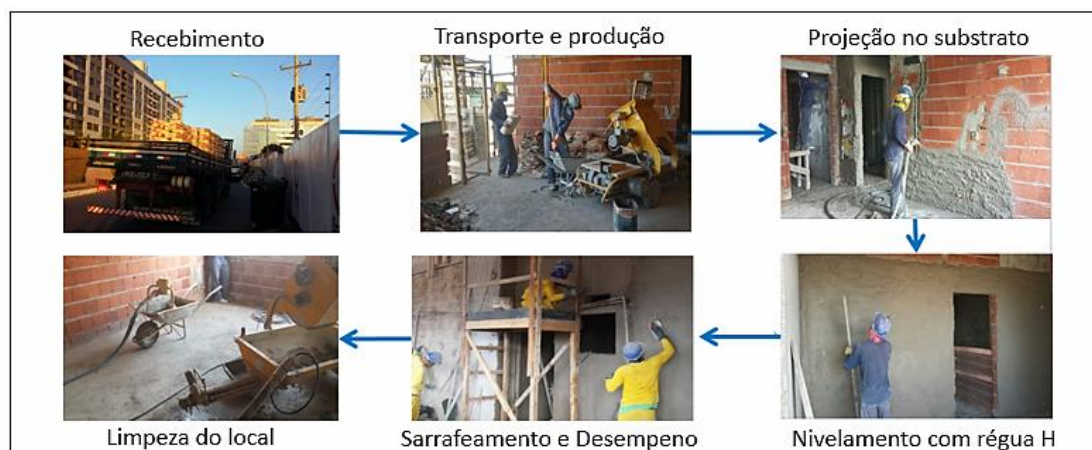 Recebimento
Transporte e produção
Projeção no substrato
Limpeza do local
Sarrafeamento e Desempeno
Nivelamento com régua H